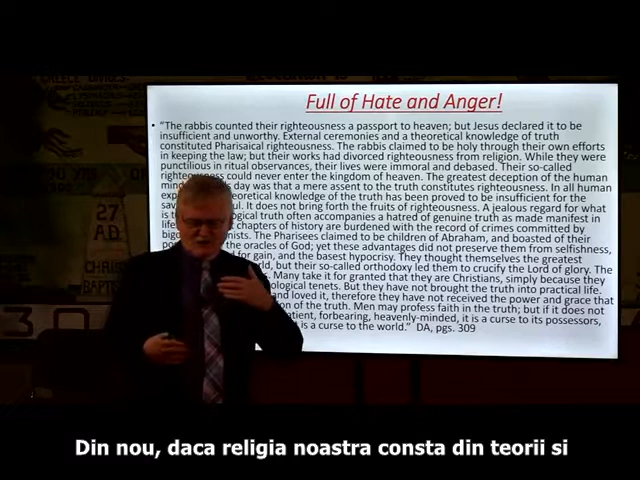 Full of Hate and Anger!
• "The rabbis counted their righteousness a passport to heaven; but Jesus declared it to be
insufficient and unworthy. External ceremonies and a theoretical knowledge of truth
constituted Pharisaical righteousness. The rabbis claimed to be holy through their own efforts
in keeping the law; but their works had divorced righteousness from religion. While they were
punctilious in ritual observances, their lives were immoral and debased. Their so-called
righteousness could never enter the kingdom of heaven. The greatest deception of the human
day was that a mere assent to the truth constitutes righteousness. In all human
theoretical knowledge of the truth has been proved to be insufficient for the
It does not bring forth the fruits of righteousness. A jealous regard for what
is truth often accompanies a hatred of genuine truth as made manifest in
chapters of history are burdened with the record of crimes committed by
The Pharisees claimed to be children of Abraham, and boasted of their
the oracles of God; yet these advantages did not preserve them from selfishness,
for gain, and the basest hypocrisy. They thought themselves the greatest
but their so-called orthodoxy led them to crucify the Lord of glory. The
Many take it for granted that are Christians, simply because they
tenets. But they have not brought the truth into practical life.
and loved it, therefore they have not received the power and grace that
of the truth. Men may profess faith in the truth; but if it does not
forbearing, heavenly-minded, it is a curse to its possessors,
is a curse to the world." DA, pgs. 309
27
A.D.
Din nou, daca religia noastra consta din teorii si